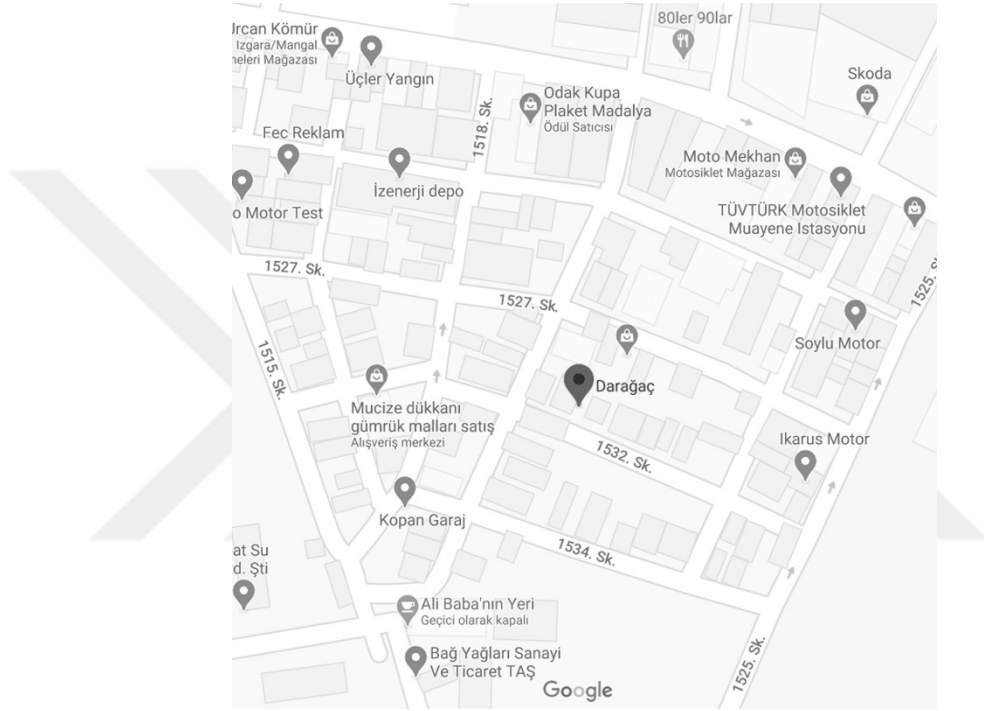 80ler 90lar
Urcan Kömür
Izgara/Mangal
meleri Mağazası
Üçler Yangın
Skoda
Odak Kupa
Plaket Madalya
Ödül Satıcısı
1518. Sk.
Fec Reklam
Moto Mekhan
Motosiklet Mağazası
İzenerji depo
o Motor Test
TÜVTÜRK Motosiklet
Muayene Istasyonu
1527. Sk.
1525. S
1527. Sk.
Soylu Motor
1515. Sk.
Darağaç
Mucize dükkanı
gümrük malları satış
Alışveriş merkezi
Ikarus Motor
1532. Sk.
Kopan Garaj
1534. Sk.
at Su
d. Şti
Ali Baba'nın Yeri
Geçici olarak kapalı
Bağ Yağları Sanayi
Ve Ticaret TAŞ
1525. Sk.
Google